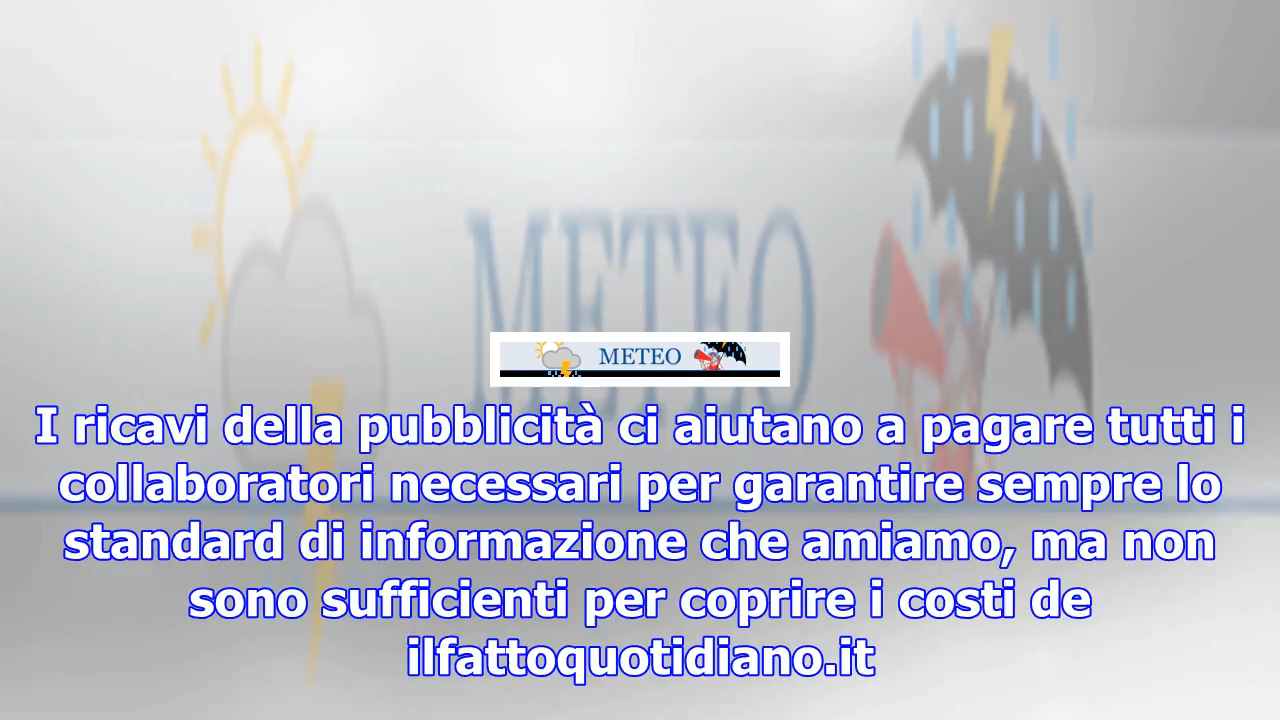 METEO
METEO
I ricavi della pubblicità ci aiutano a pagare tutti i
collaboratori necessari per garantire sempre lo
standard di informazione che amiamo, ma non
sono sufficienti per coprire i costi de
ilfattoquotidiano.it